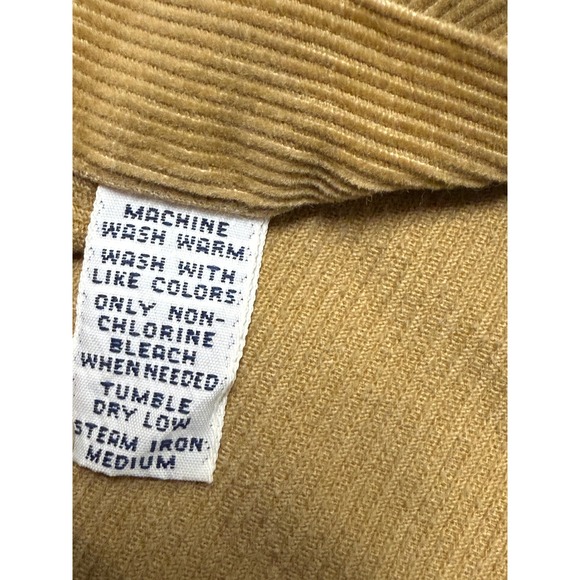 MACHINE
WASH WARM
WASH WITH
LIKE COLORS
ONLY NON-
CHLORINE
BLEACH
WHEN NEEDED
TUMBLE
DRY LOW
STEAM IRON
MEDIUM